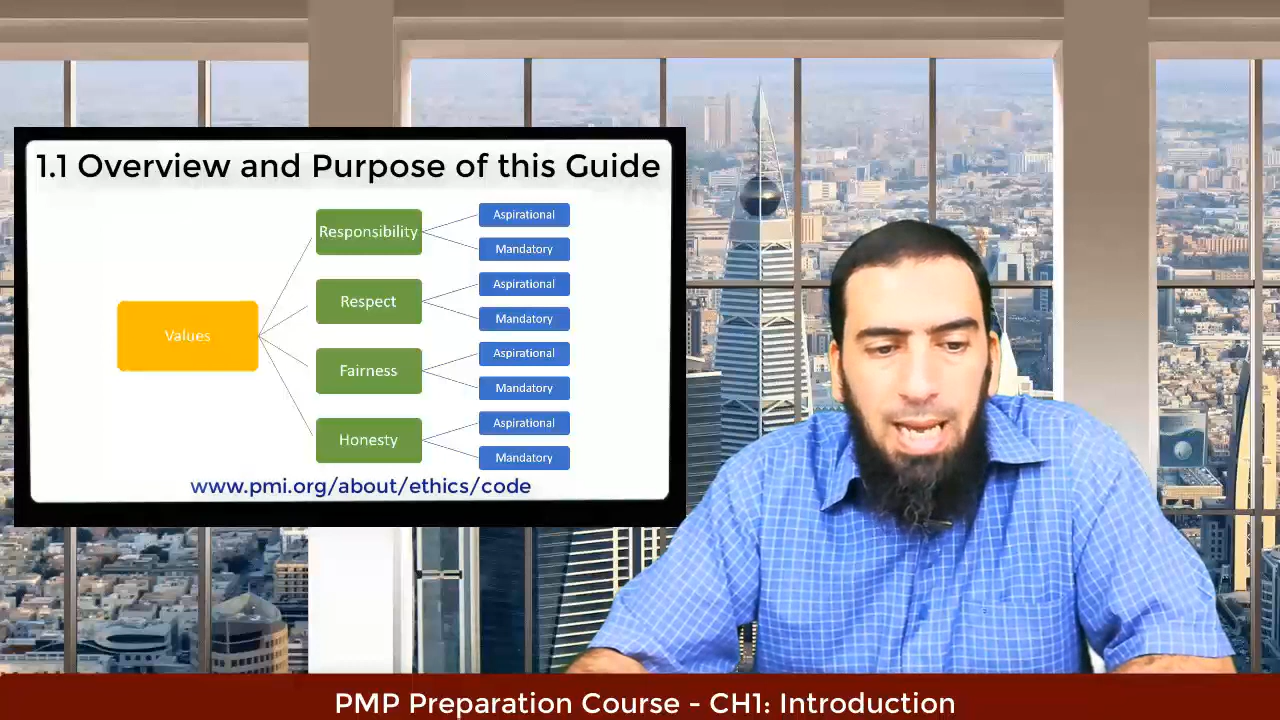 1.1 Overview and Purpose of this Guide
Values
Responsibility
Aspirational
Mandatory
Respect
Aspirational
Mandatory
Fairness
Aspirational
Mandatory
Honesty
Aspirational
Mandatory
www.pmi.org/about/ethics/code
PMP Preparation Course - CH1: Introduction